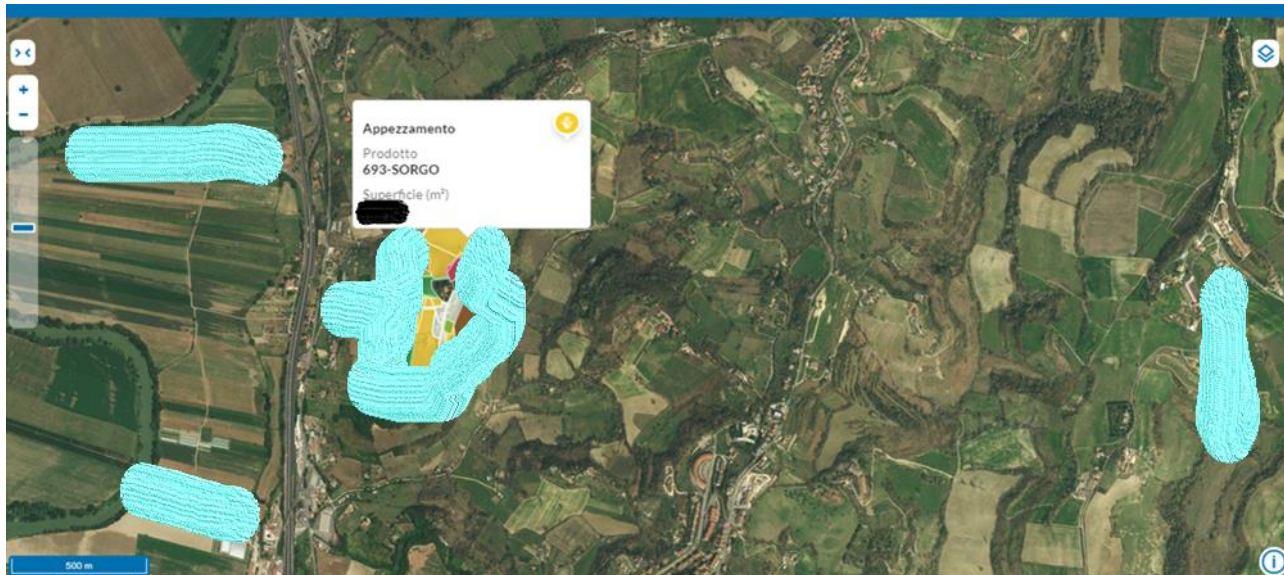 Appezzamento
Prodotto
693-SORGO
Superficie (m²)
500 m